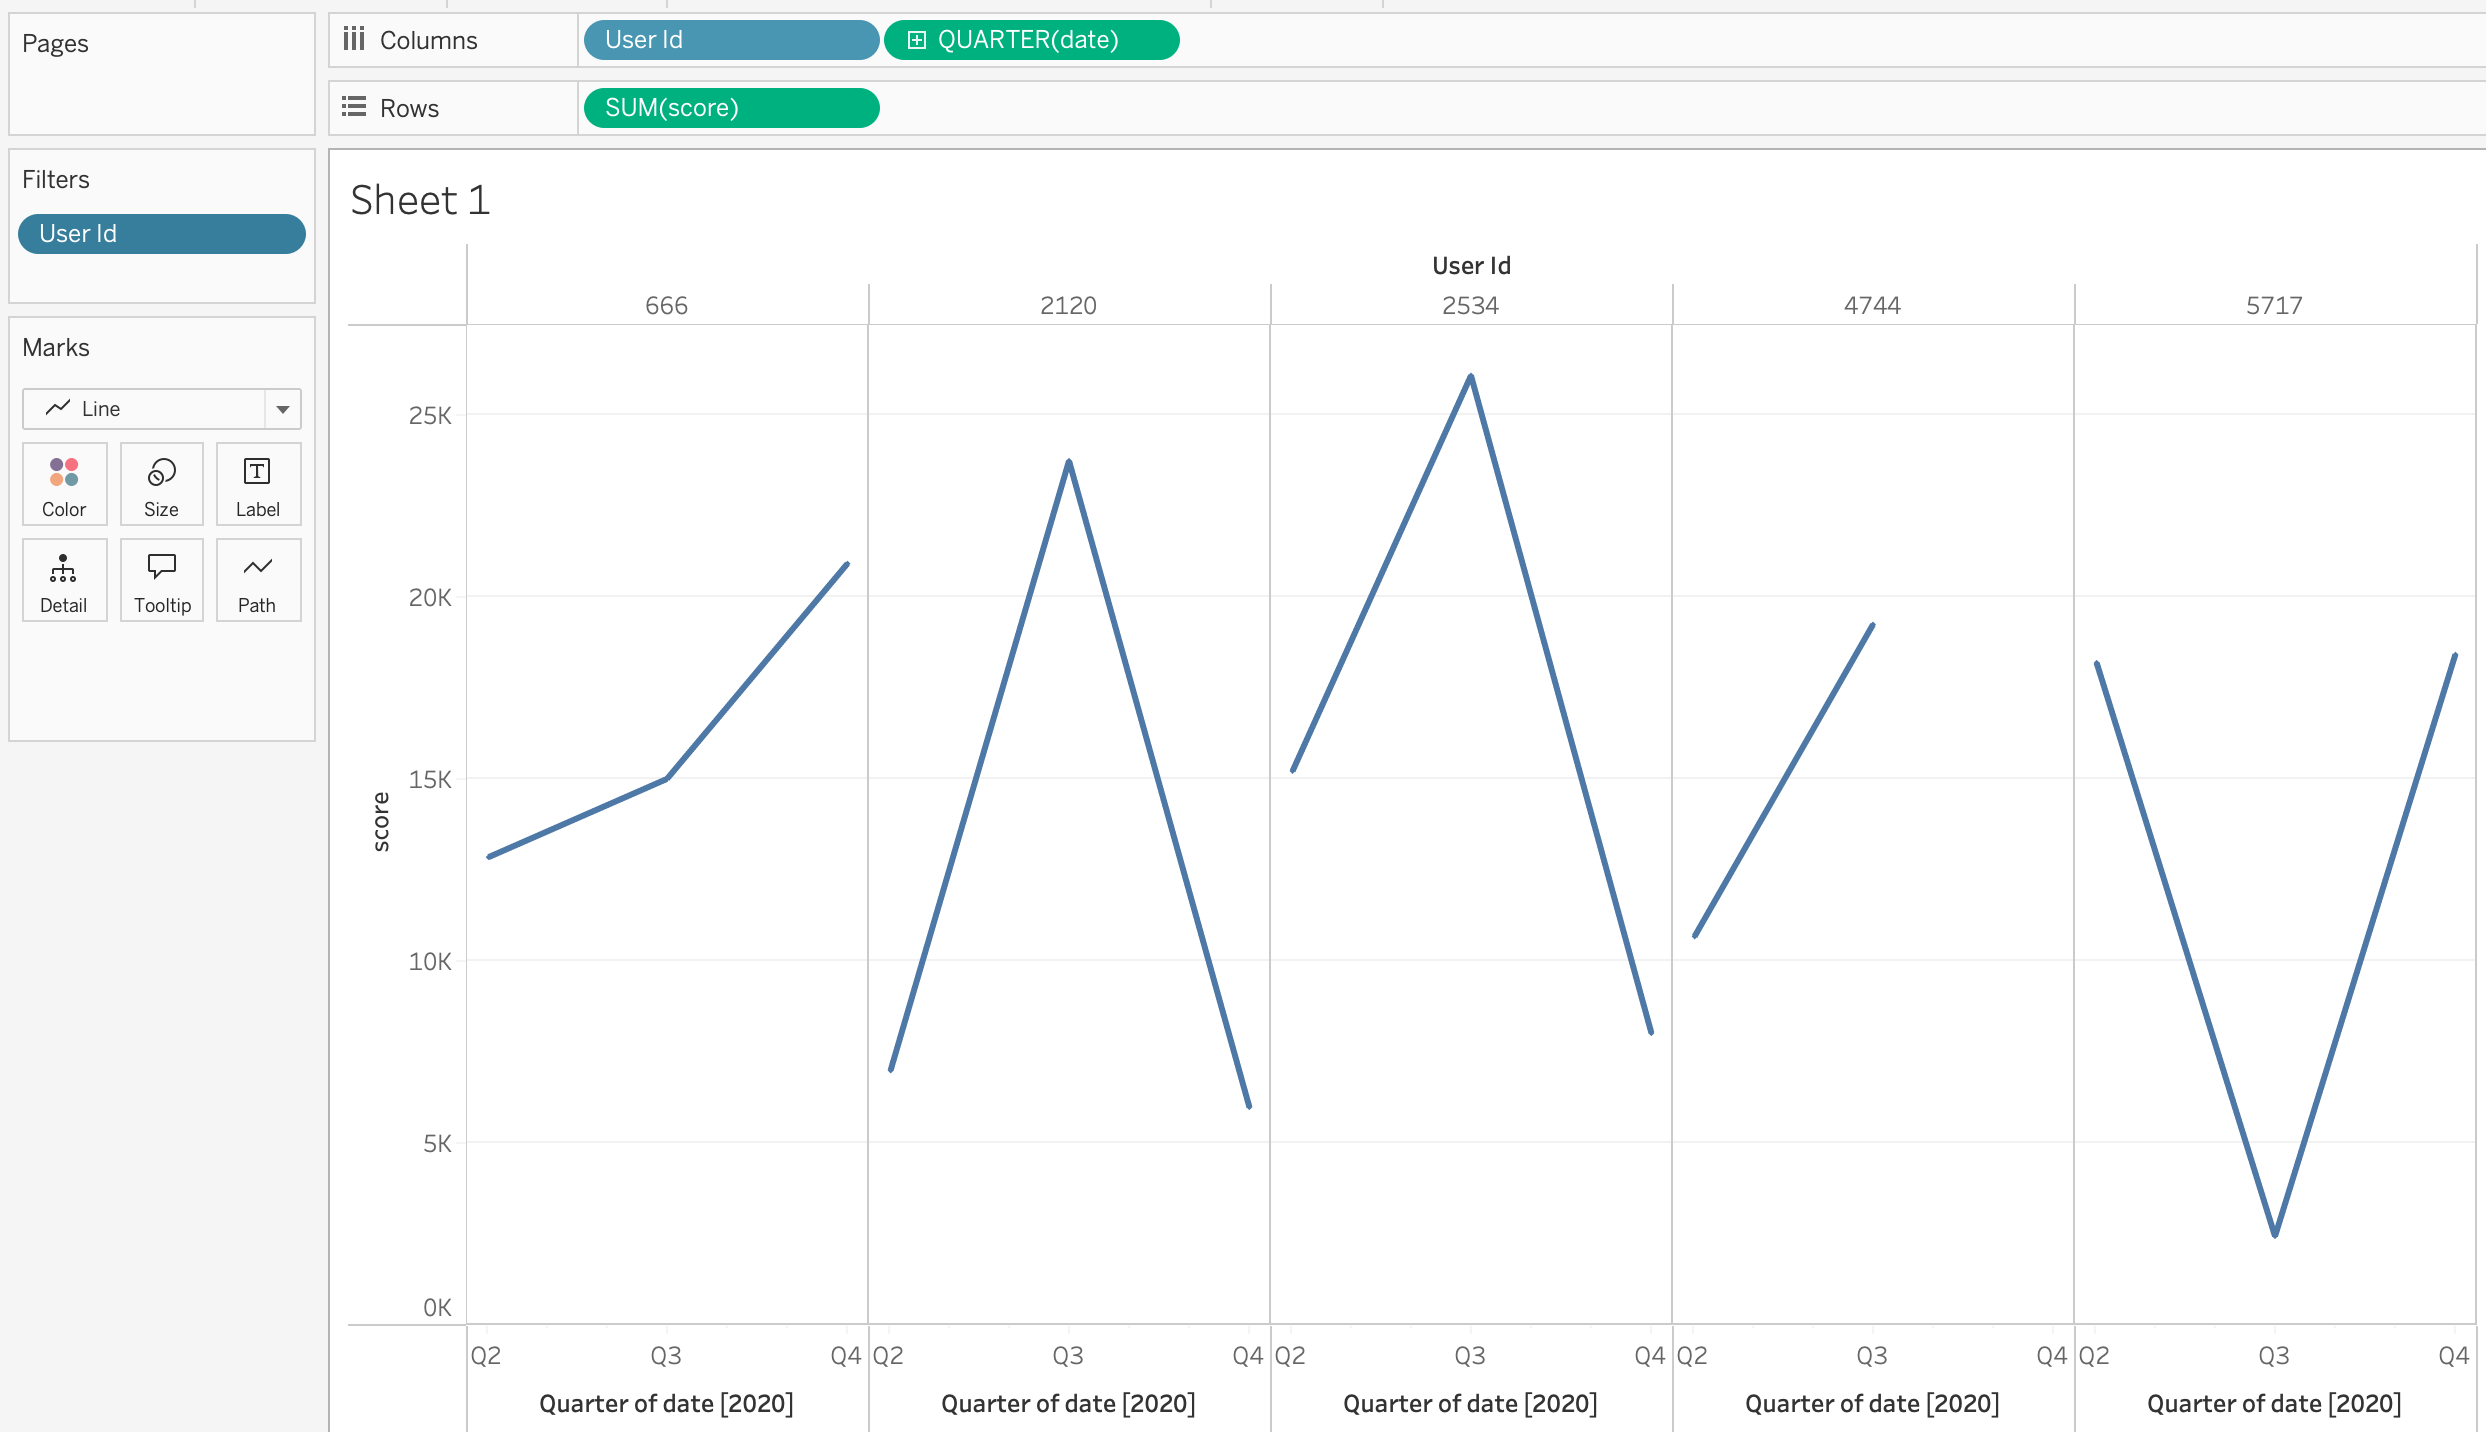 Pages
Columns
User Id
QUARTER(date)
Rows
SUM(score)
Filters
User Id
Marks
Line
Color
Size
Label
Detail
Tooltip
Path
Sheet 1
User Id
666 2120 2534 4744 5717
score
25K
20K
15K
10K
5K
0K
Q2 Q3 Q4 Q2 Q3 Q4 Q2 Q3 Q4 Q2 Q3 Q4 Q2 Q3 Q4
Quarter of date [2020] Quarter of date [2020] Quarter of date [2020] Quarter of date [2020] Quarter of date [2020]